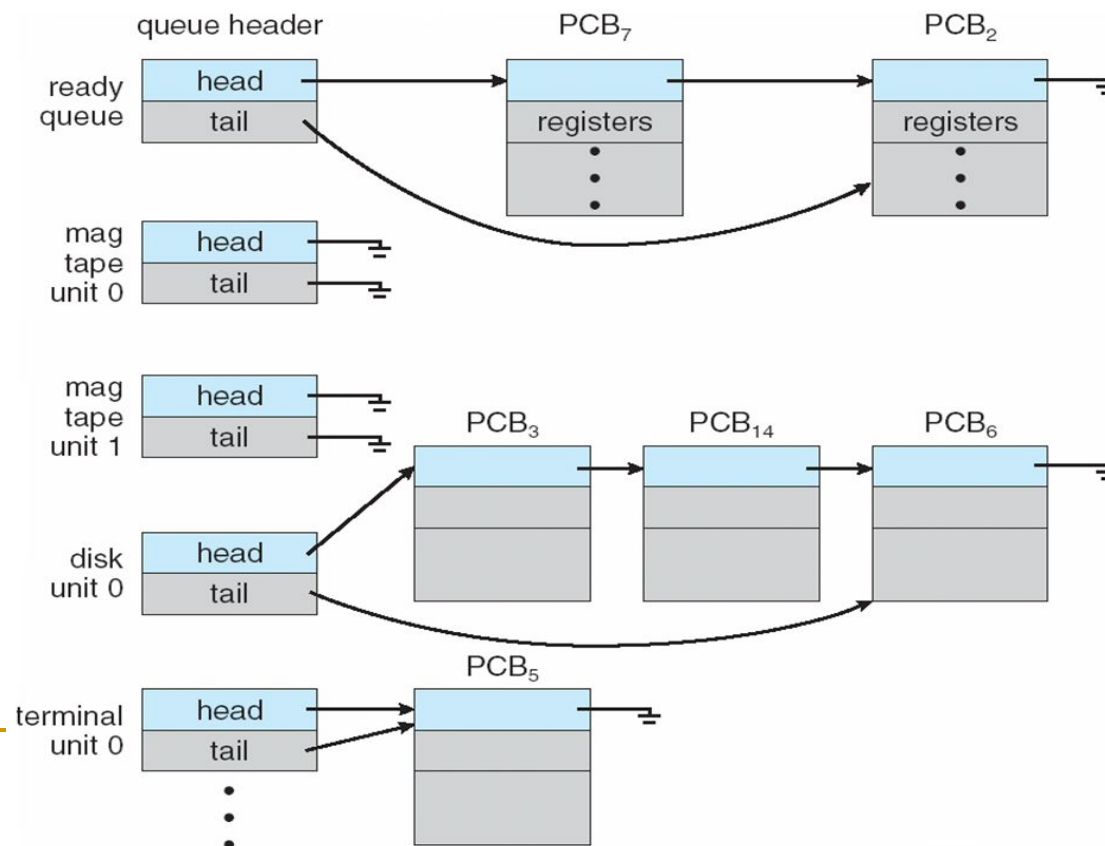 queue header
PCB₇
PCB₂
ready
queue
head
tail
registers
registers
mag
tape
unit 0
head
tail
mag
tape
unit 1
head
tail
PCB₃
PCB₁₄
PCB₆
disk
unit 0
head
tail
PCB₅
terminal
unit 0
head
tail